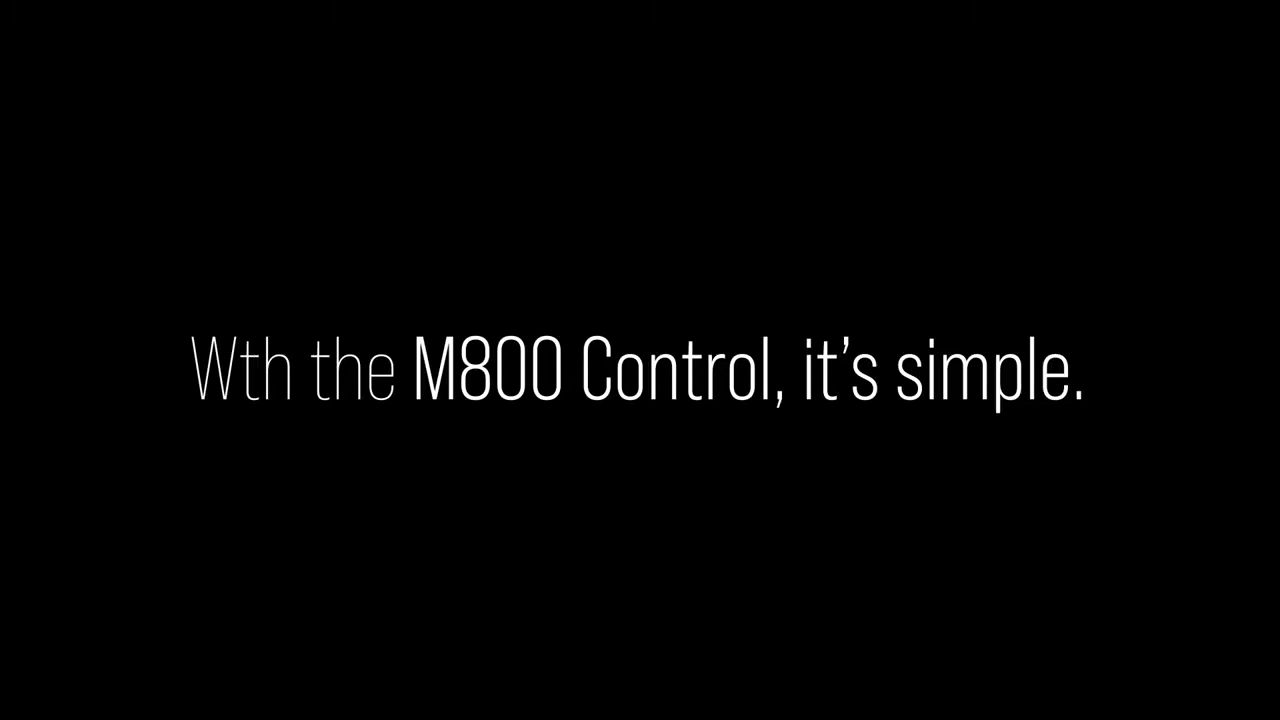 Wth the M800 Control, it’s simple.